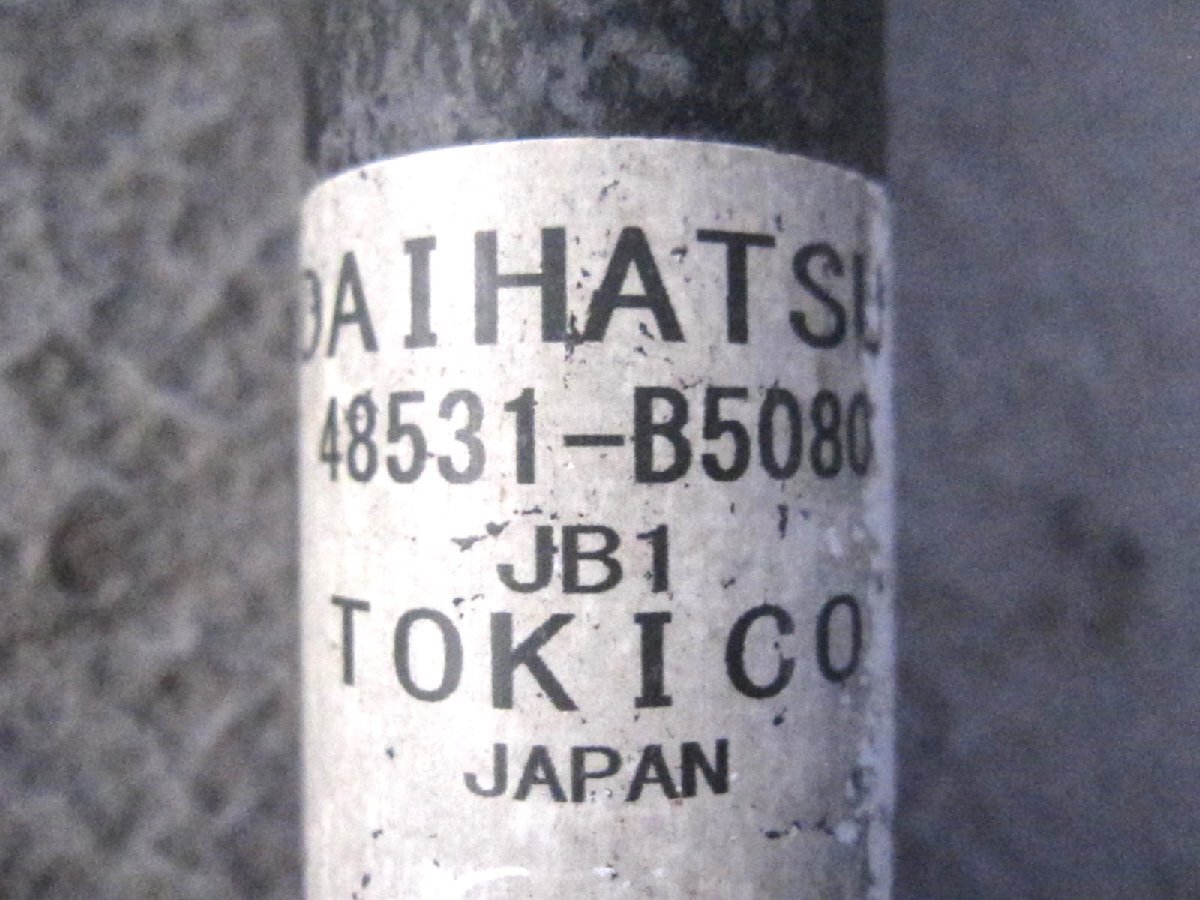 DAIHATSU
48531-B5080
JB1
TOKICO
JAPAN